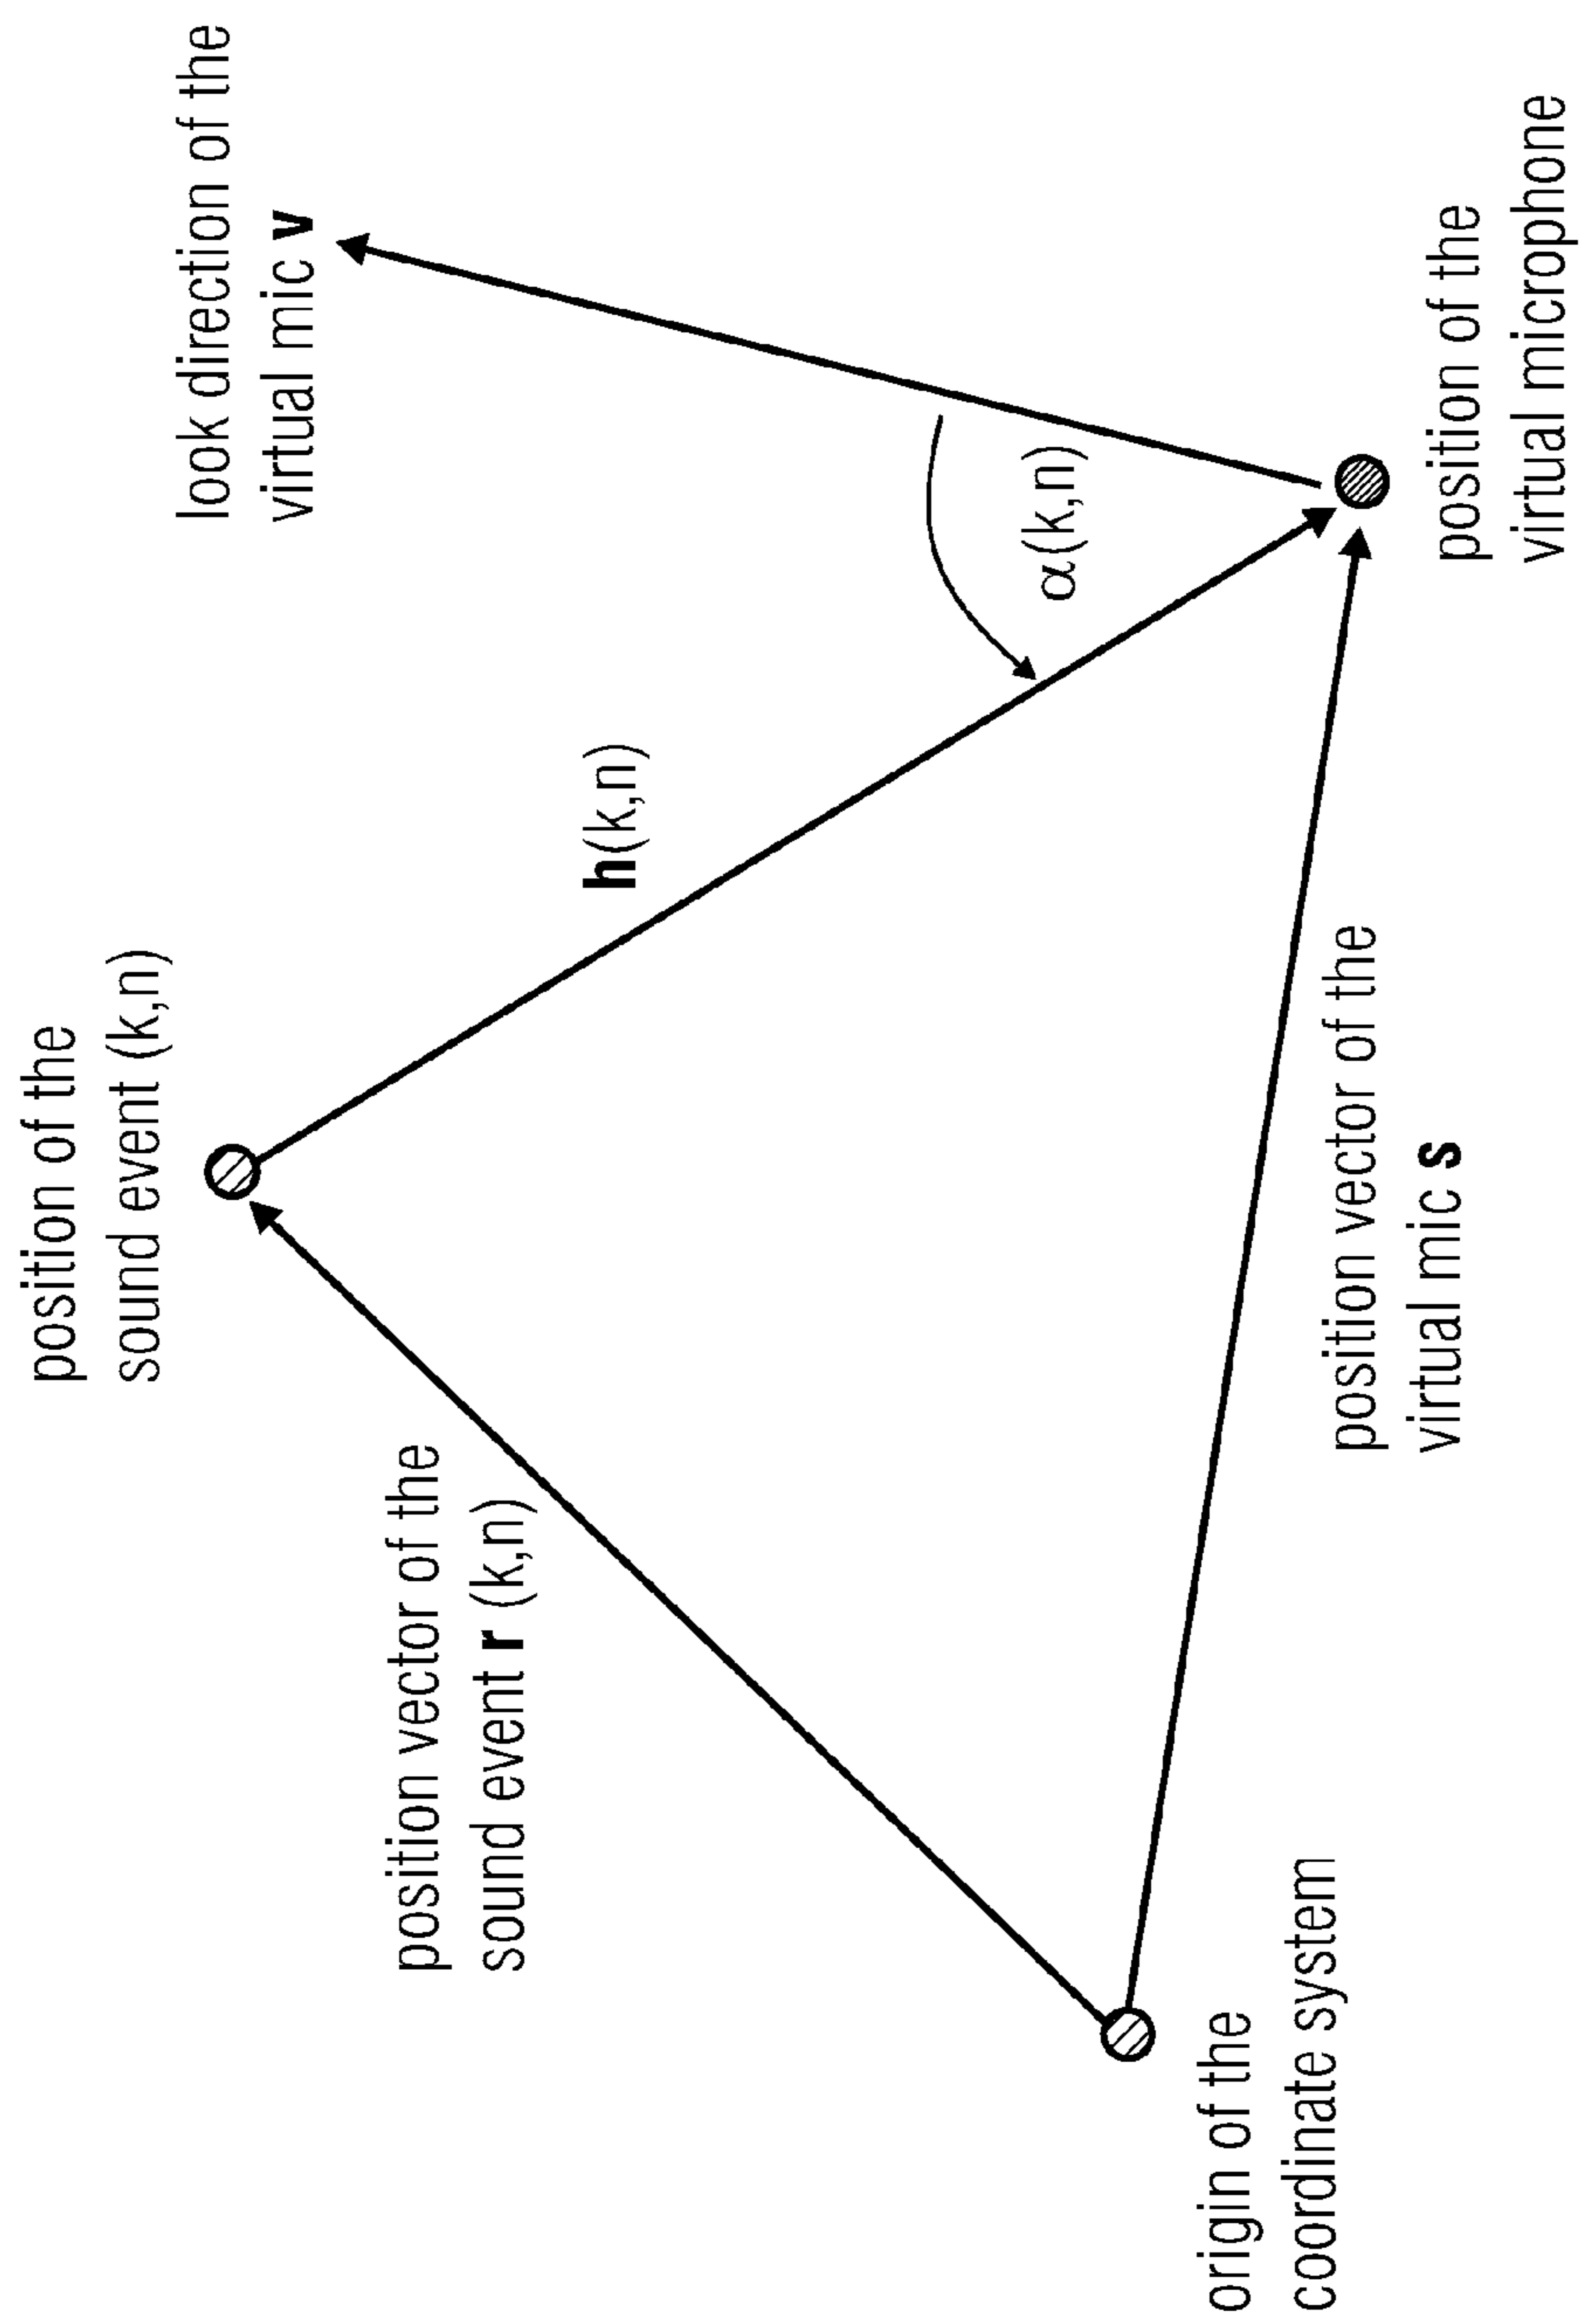 look direction of the
virtual mic v
position of the
sound event (k,n)
h(k,n)
α(k,n)
position vector of the
sound event r (k,n)
position of the
virtual microphone
position vector of the
virtual mic s
origin of the
coordinate system